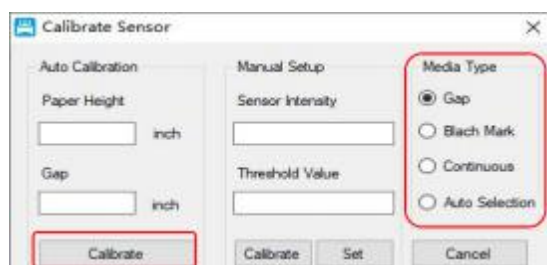 Calibrate Sensor
Auto Calibration
Paper Height
inch
Gap
inch
Calibrate
Manual Setup
Sensor Intensity
Threshold Value
Calibrate
Set
Media Type
Gap
Blach Mark
Continuous
Auto Selection
Cancel